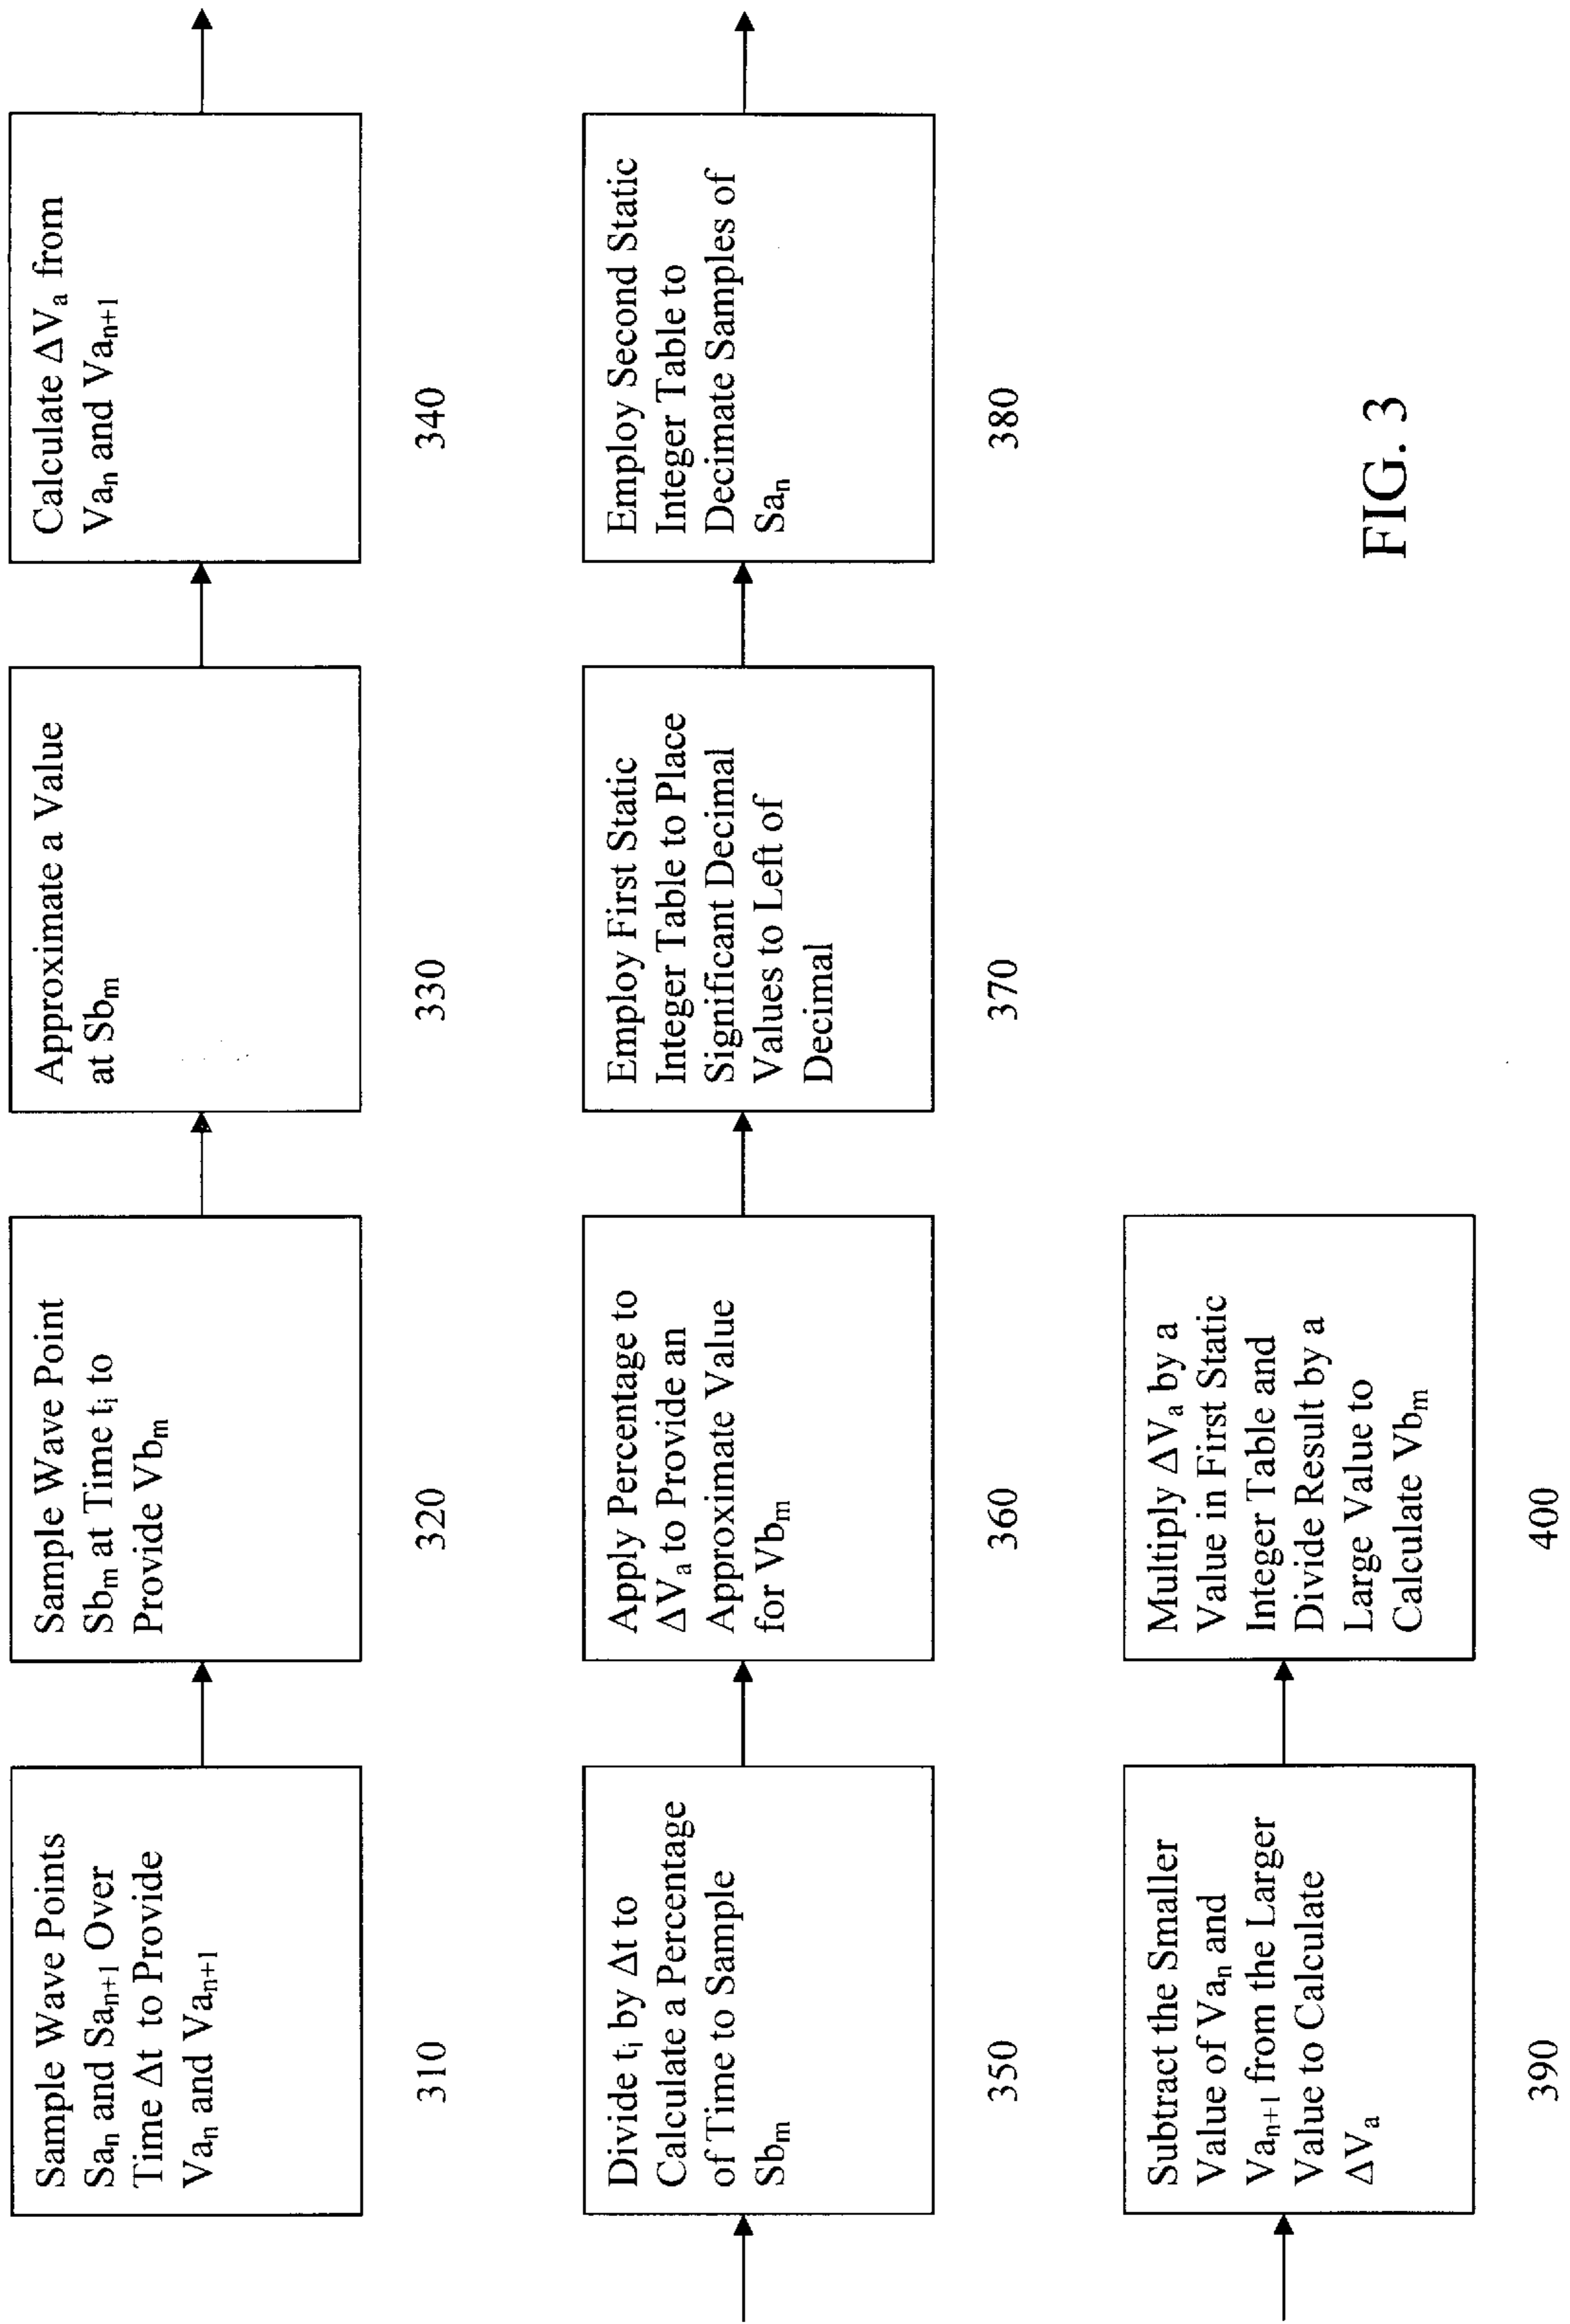 Sample Wave Points
Saₙ and Saₙ₊₁ Over
Time Δt to Provide
Vaₙ and Vaₙ₊₁
310
Sample Wave Point
Sbₘ at Time tᵢ to
Provide Vbₘ
320
Approximate a Value
at Sbₘ
330
Calculate ΔVₐ from
Vaₙ and Vaₙ₊₁
340
Divide tᵢ by Δt to
Calculate a Percentage
of Time to Sample
Sbₘ
350
Apply Percentage to
ΔVₐ to Provide an
Approximate Value
for Vbₘ
360
Employ First Static
Integer Table to Place
Significant Decimal
Values to Left of
Decimal
370
Employ Second Static
Integer Table to
Decimate Samples of
Saₙ
380
Subtract the Smaller
Value of Vaₙ and
Vaₙ₊₁ from the Larger
Value to Calculate
ΔVₐ
390
Multiply ΔVₐ by a
Value in First Static
Integer Table and
Divide Result by a
Large Value to
Calculate Vbₘ
400
FIG. 3